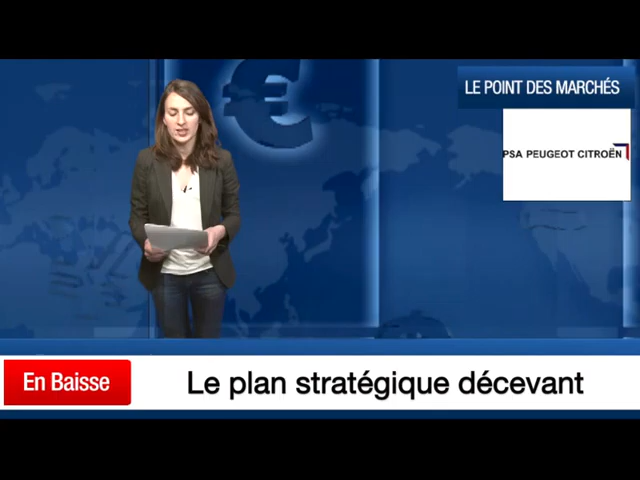 LE POINT DES MARCHÉS
PSA PEUGEOT CITROËN
En Baisse
Le plan stratégique décevant